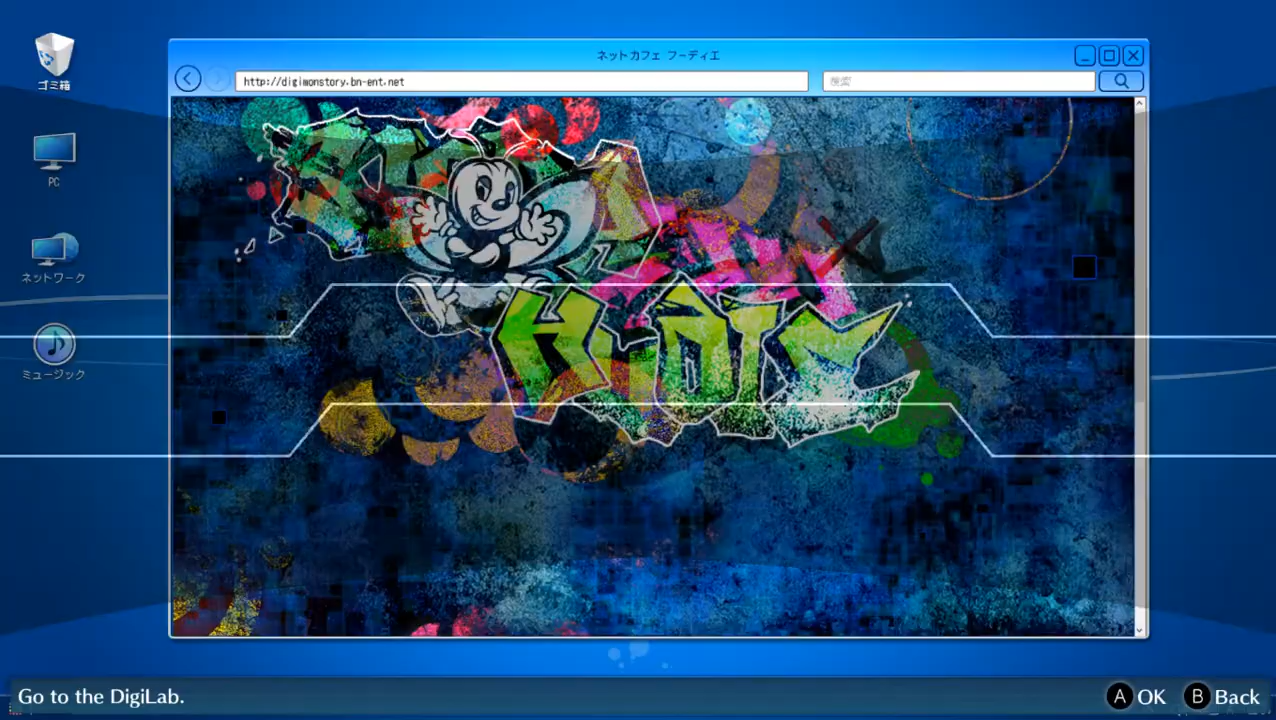 ネットカフェ フーディエ
http://digimonstory.bn-ent.net
検索
ゴミ箱
PC
ネットワーク
ミュージック
Go to the DigiLab.
A OK B Back